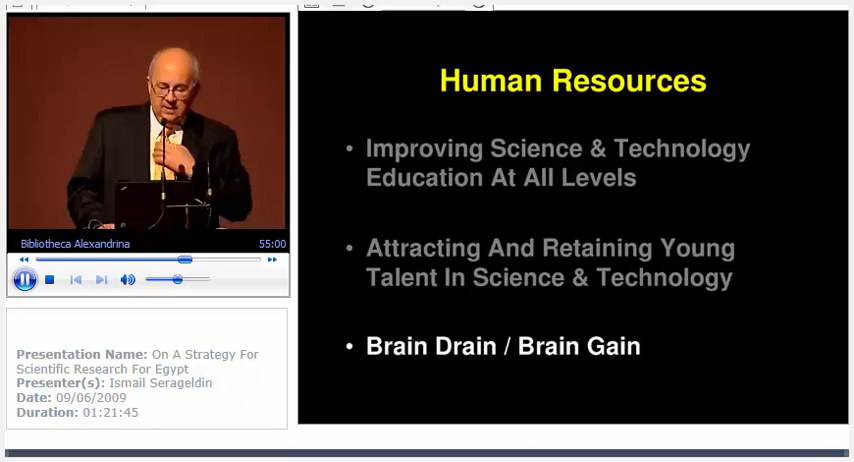 Human Resources
• Improving Science & Technology
Education At All Levels
• Attracting And Retaining Young
Talent In Science & Technology
• Brain Drain / Brain Gain
Bibliotheca Alexandrina 55:00
Presentation Name: On A Strategy For
Scientific Research For Egypt
Presenter(s): Ismail Serageldin
Date: 09/06/2009
Duration: 01:21:45